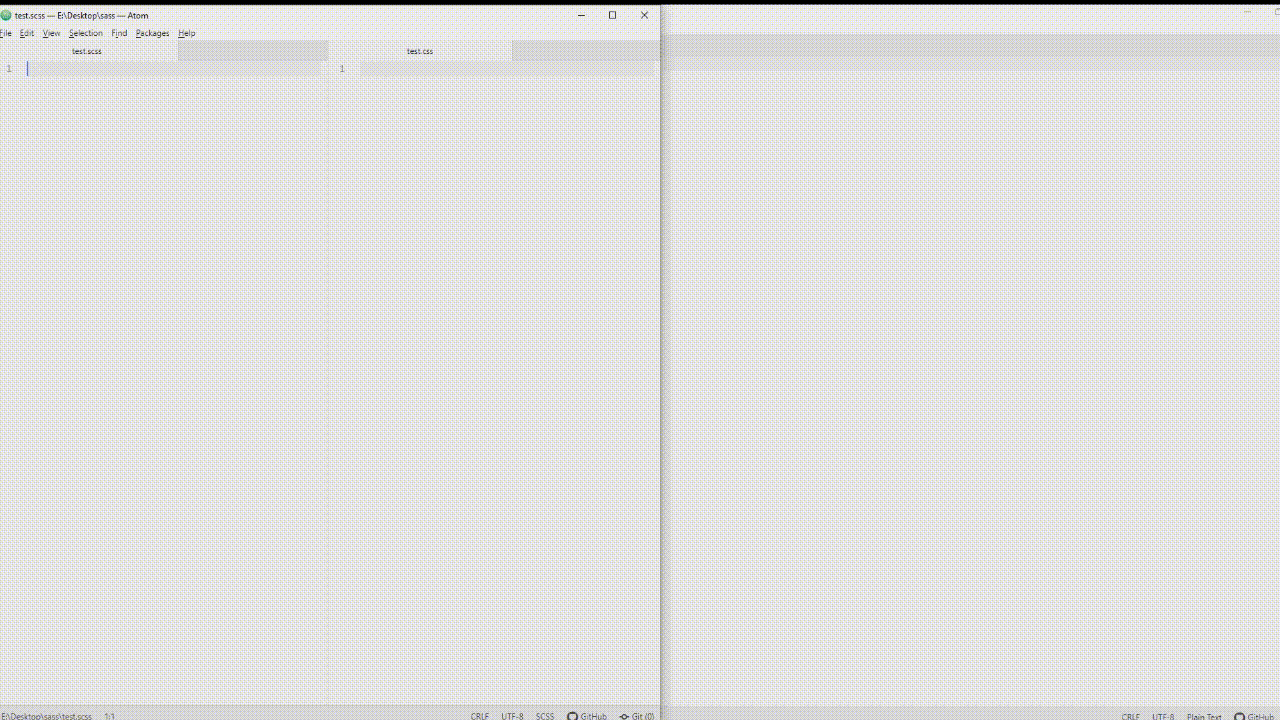 test.scss — E:\Desktop\sass — Atom
File Edit View Selection Find Packages Help
test.scss test.css
1 1
E:\Desktop\sass\test.scss 1:1 CRLF UTF-8 SCSS GitHub Git (0) CRLF UTF-8 Plain Text GitHub